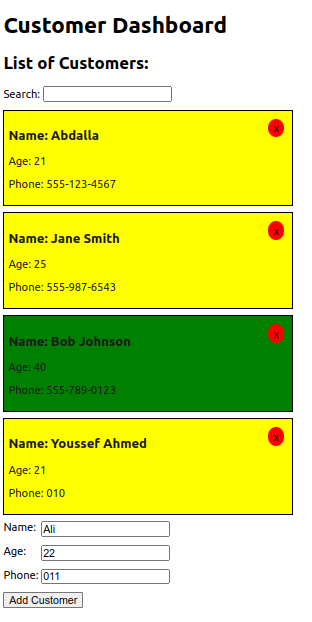 Customer Dashboard
List of Customers:
Search:
x
Name: Abdalla
Age: 21
Phone: 555-123-4567
x
Name: Jane Smith
Age: 25
Phone: 555-987-6543
x
Name: Bob Johnson
Age: 40
Phone: 555-789-0123
x
Name: Youssef Ahmed
Age: 21
Phone: 010
Name: Ali
Age: 22
Phone: 011
Add Customer